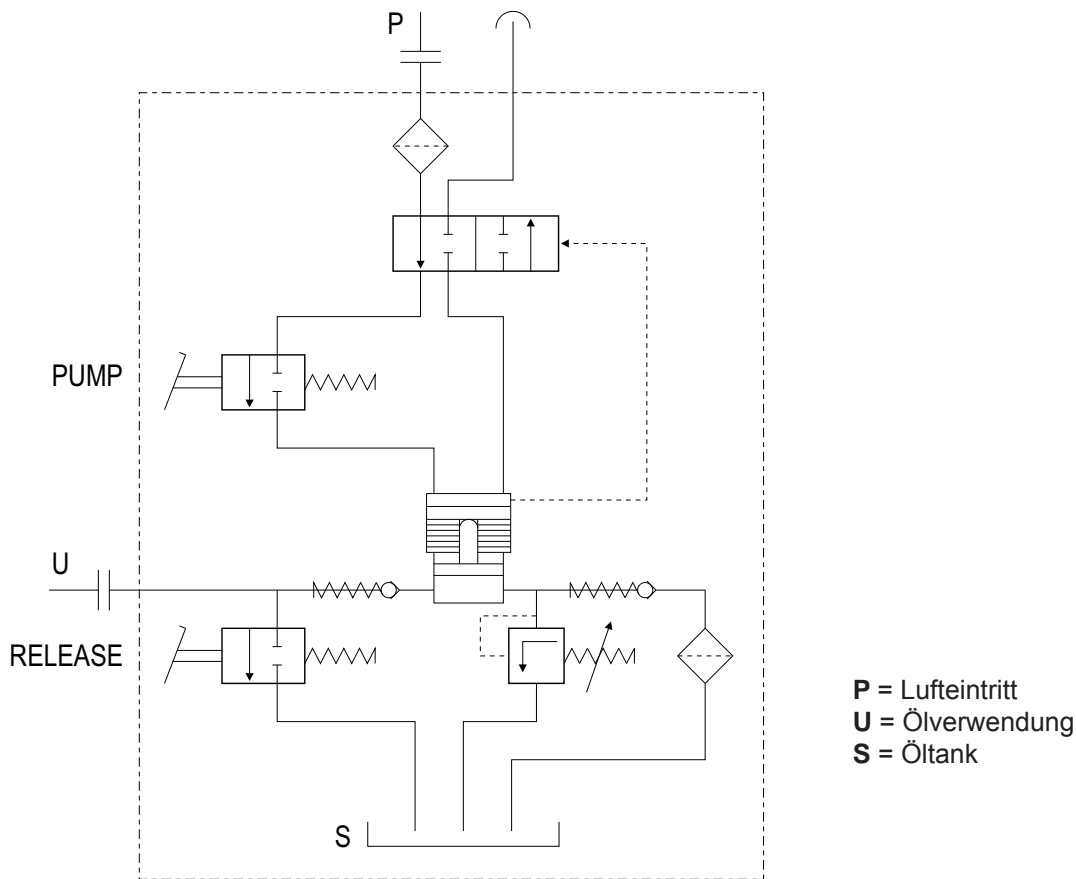 P
PUMP
U
RELEASE
P = Lufteintritt
U = Ölverwendung
S = Öltank
S